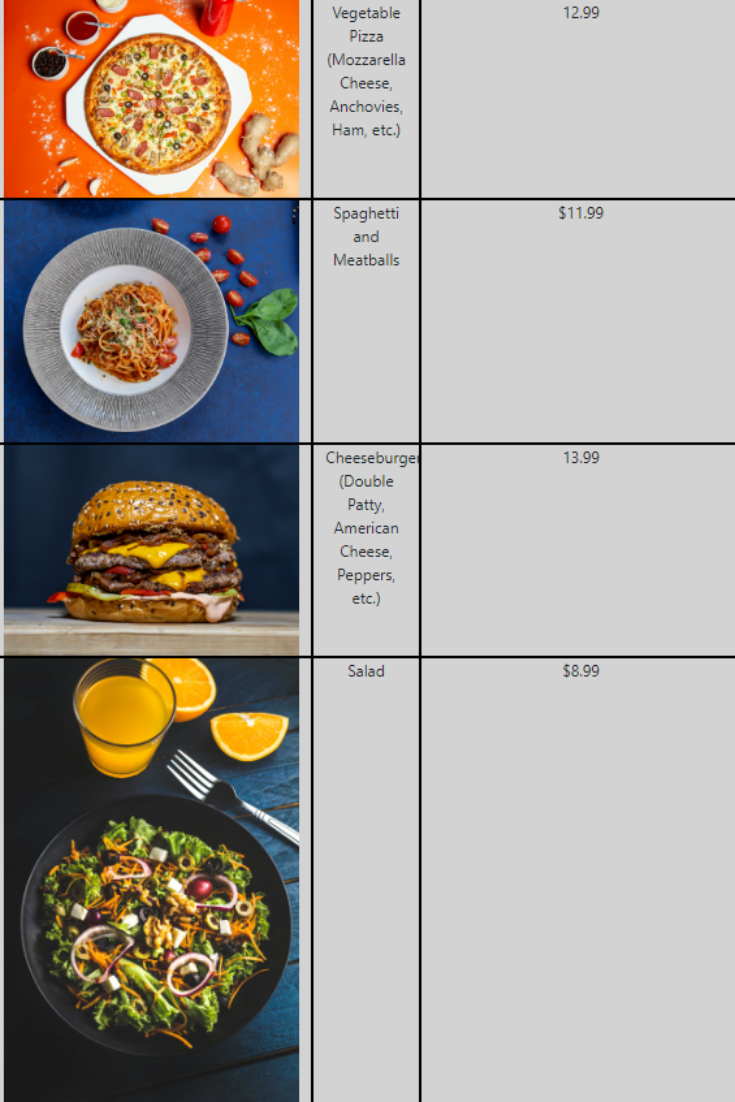 Vegetable
Pizza
(Mozzarella
Cheese,
Anchovies,
Ham, etc.)
12.99
Spaghetti
and
Meatballs
$11.99
Cheeseburger
(Double
Patty,
American
Cheese,
Peppers,
etc.)
13.99
Salad
$8.99